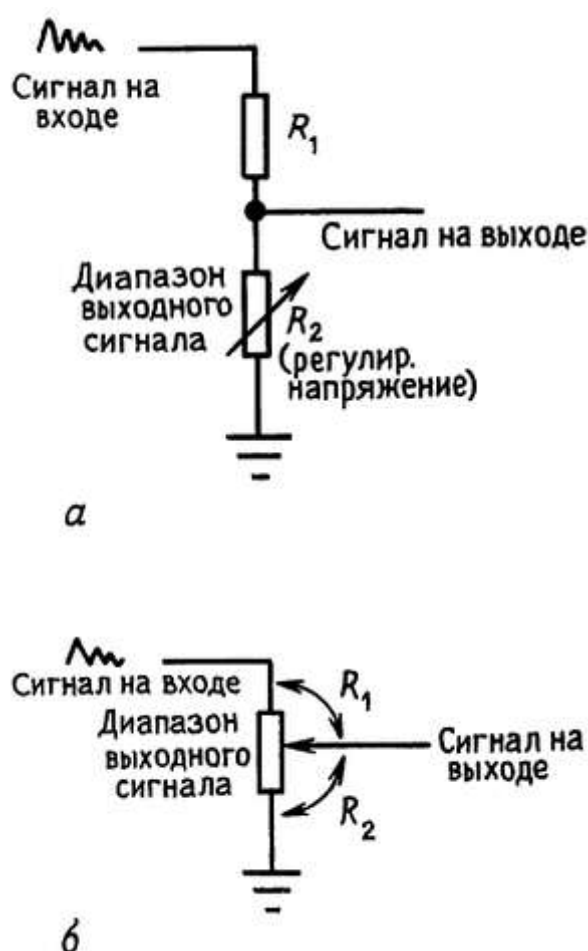 Сигнал на
входе
R1
Сигнал на выходе
Диапазон
выходного
сигнала
R2
(регулир.
напряжение)
а
Сигнал на входе
R1
Диапазон
выходного
сигнала
Сигнал на
выходе
R2
б